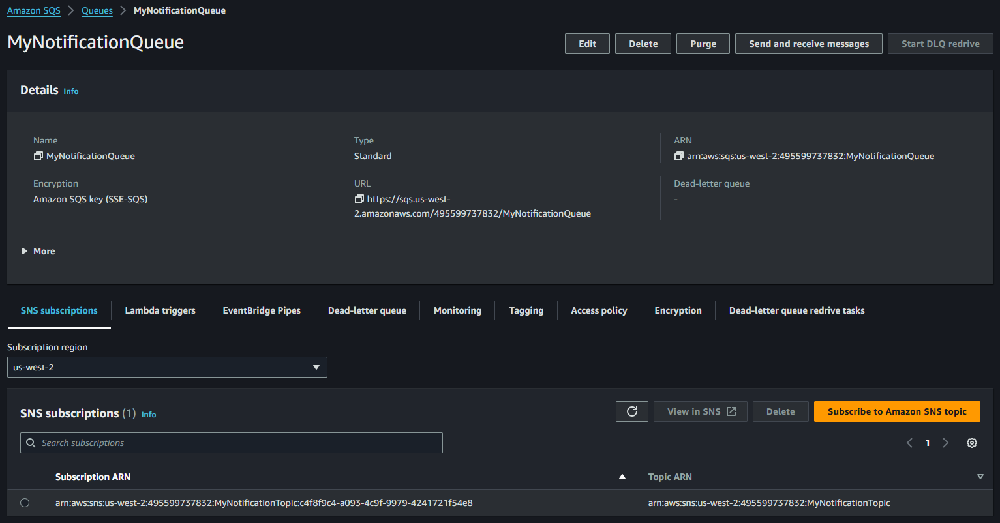 Amazon SQS > Queues > MyNotificationQueue
MyNotificationQueue
Edit
Delete
Purge
Send and receive messages
Start DLQ redrive
Details Info
Name
MyNotificationQueue
Type
Standard
ARN
arn:aws:sqs:us-west-2:495599737832:MyNotificationQueue
Encryption
Amazon SQS key (SSE-SQS)
URL
https://sqs.us-west-
2.amazonaws.com/495599737832/MyNotificationQueue
Dead-letter queue
-
More
SNS subscriptions
Lambda triggers
EventBridge Pipes
Dead-letter queue
Monitoring
Tagging
Access policy
Encryption
Dead-letter queue redrive tasks
Subscription region
us-west-2
SNS subscriptions (1) Info
View in SNS
Delete
Subscribe to Amazon SNS topic
Search subscriptions
1
Subscription ARN
Topic ARN
arn:aws:sns:us-west-2:495599737832:MyNotificationTopic:c4f8f9c4-a093-4c9f-9979-4241721f54e8
arn:aws:sns:us-west-2:495599737832:MyNotificationTopic